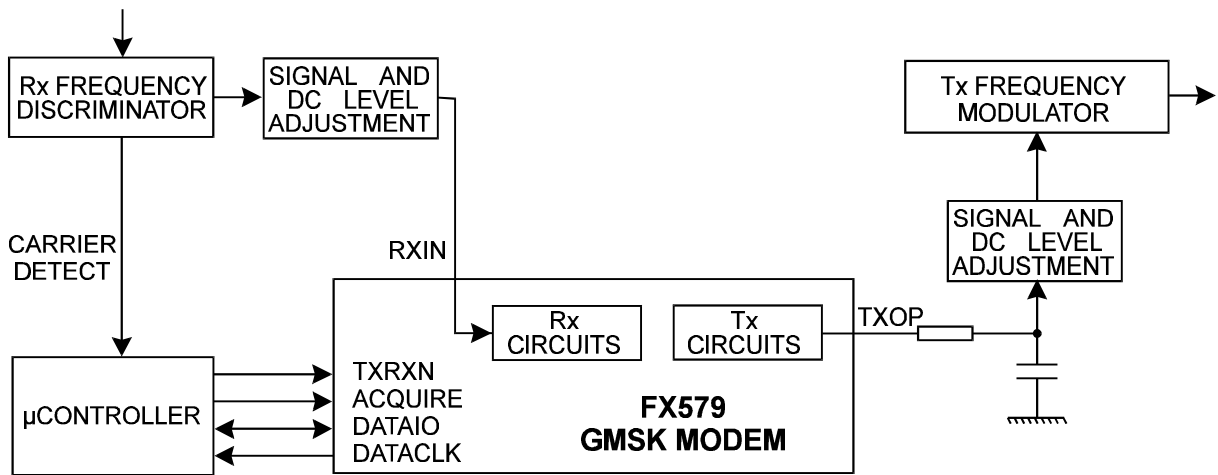 Rx FREQUENCY
DISCRIMINATOR
SIGNAL AND
DC LEVEL
ADJUSTMENT
Tx FREQUENCY
MODULATOR
SIGNAL AND
DC LEVEL
ADJUSTMENT
CARRIER
DETECT
RXIN
Rx
CIRCUITS
Tx
CIRCUITS
TXOP
µCONTROLLER
TXRXN
ACQUIRE
DATAIO
DATACLK
FX579
GMSK MODEM